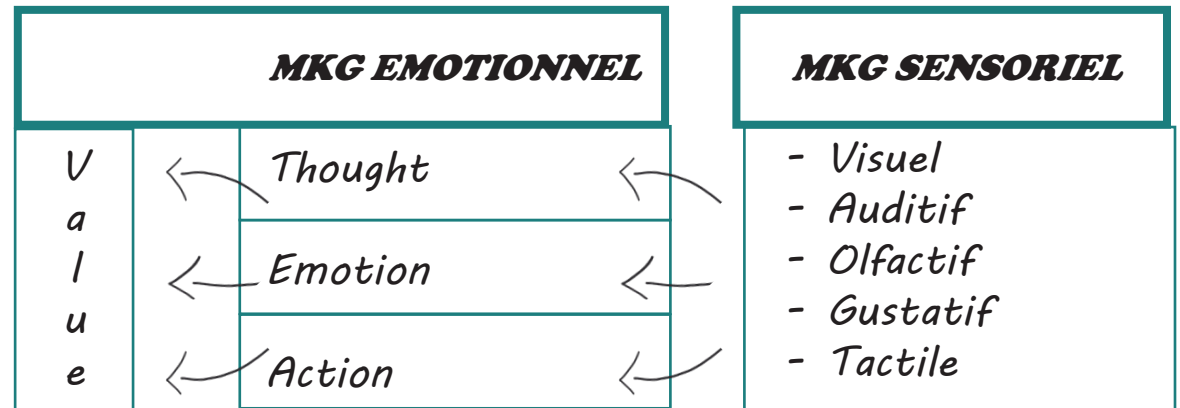 MKG EMOTIONNEL
MKG SENSORIEL
V
a
l
u
e
Thought
Emotion
Action
- Visuel
- Auditif
- Olfactif
- Gustatif
- Tactile